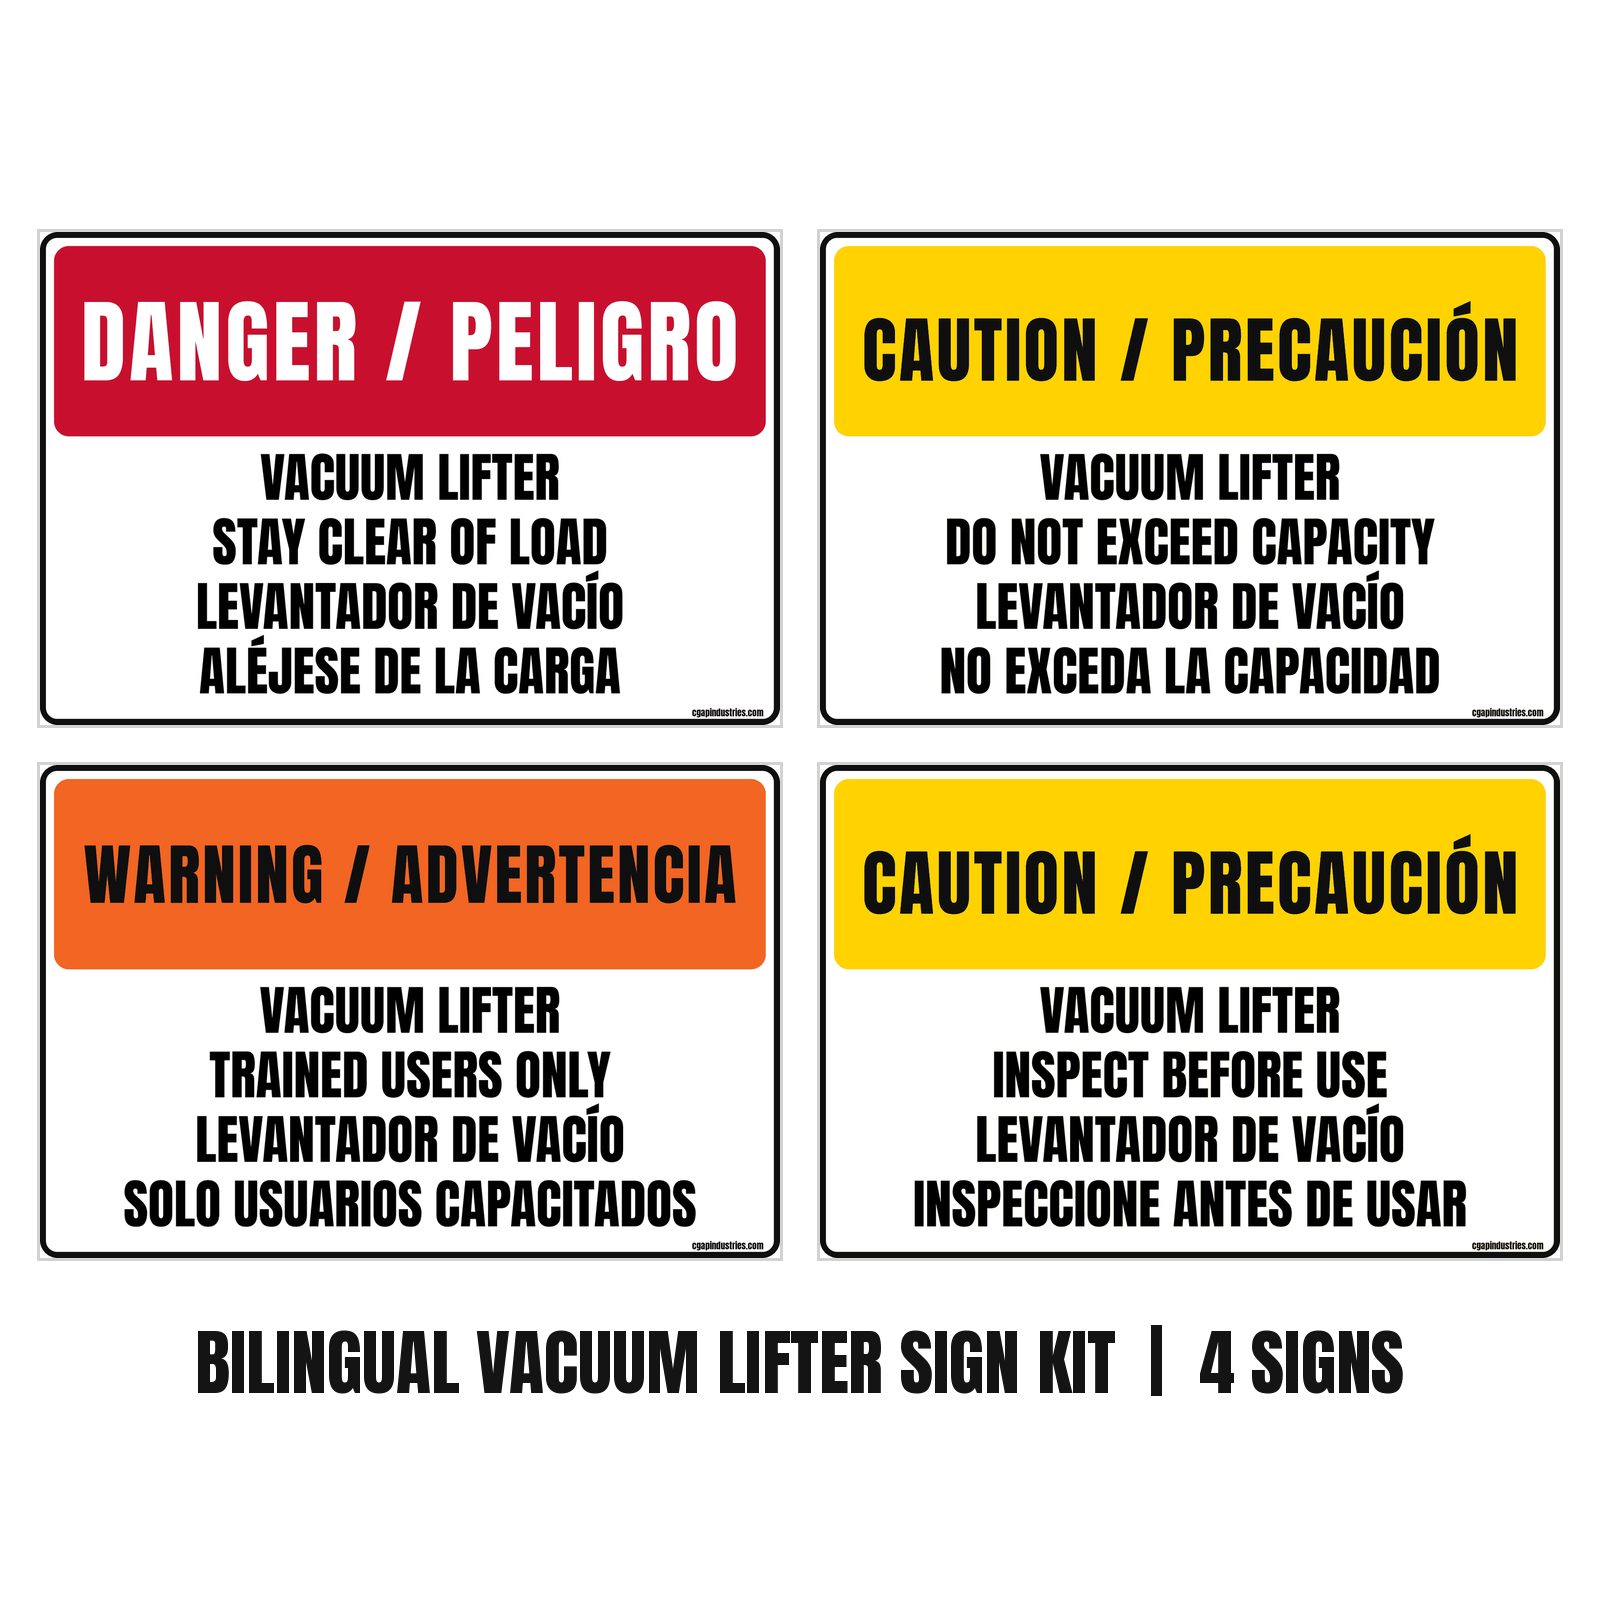 DANGER / PELIGRO
VACUUM LIFTER
STAY CLEAR OF LOAD
LEVANTADOR DE VACÍO
ALÉJESE DE LA CARGA
cgapindustries.com
CAUTION / PRECAUCIÓN
VACUUM LIFTER
DO NOT EXCEED CAPACITY
LEVANTADOR DE VACÍO
NO EXCEDA LA CAPACIDAD
cgapindustries.com
WARNING / ADVERTENCIA
VACUUM LIFTER
TRAINED USERS ONLY
LEVANTADOR DE VACÍO
SOLO USUARIOS CAPACITADOS
cgapindustries.com
CAUTION / PRECAUCIÓN
VACUUM LIFTER
INSPECT BEFORE USE
LEVANTADOR DE VACÍO
INSPECCIONE ANTES DE USAR
cgapindustries.com
BILINGUAL VACUUM LIFTER SIGN KIT | 4 SIGNS